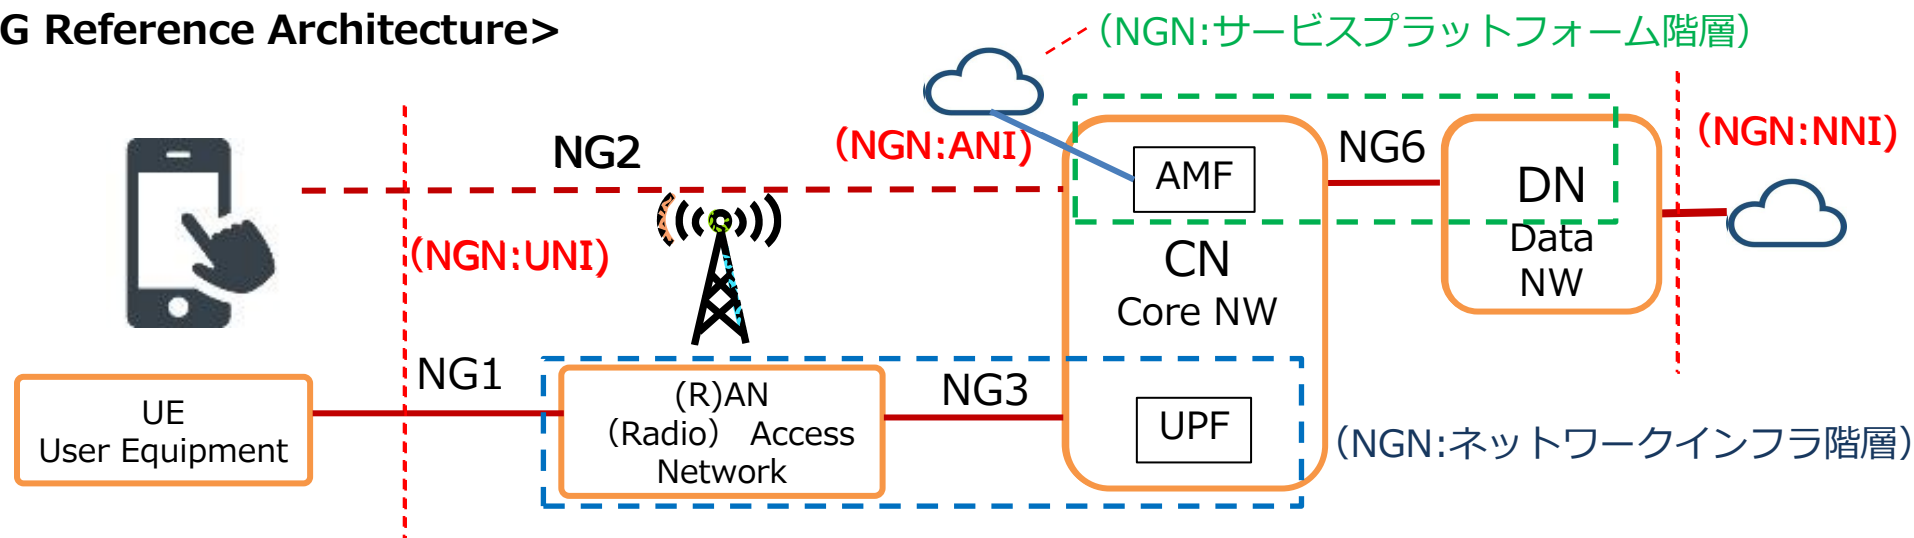 G Reference Architecture>
（NGN:サービスプラットフォーム階層）
NG2
（NGN:ANI)
AMF
NG6
DN
Data
NW
（NGN:NNI)
（NGN:UNI)
CN
Core NW
NG1
NG3
UE
User Equipment
(R)AN
（Radio） Access
Network
UPF
（NGN:ネットワークインフラ階層）